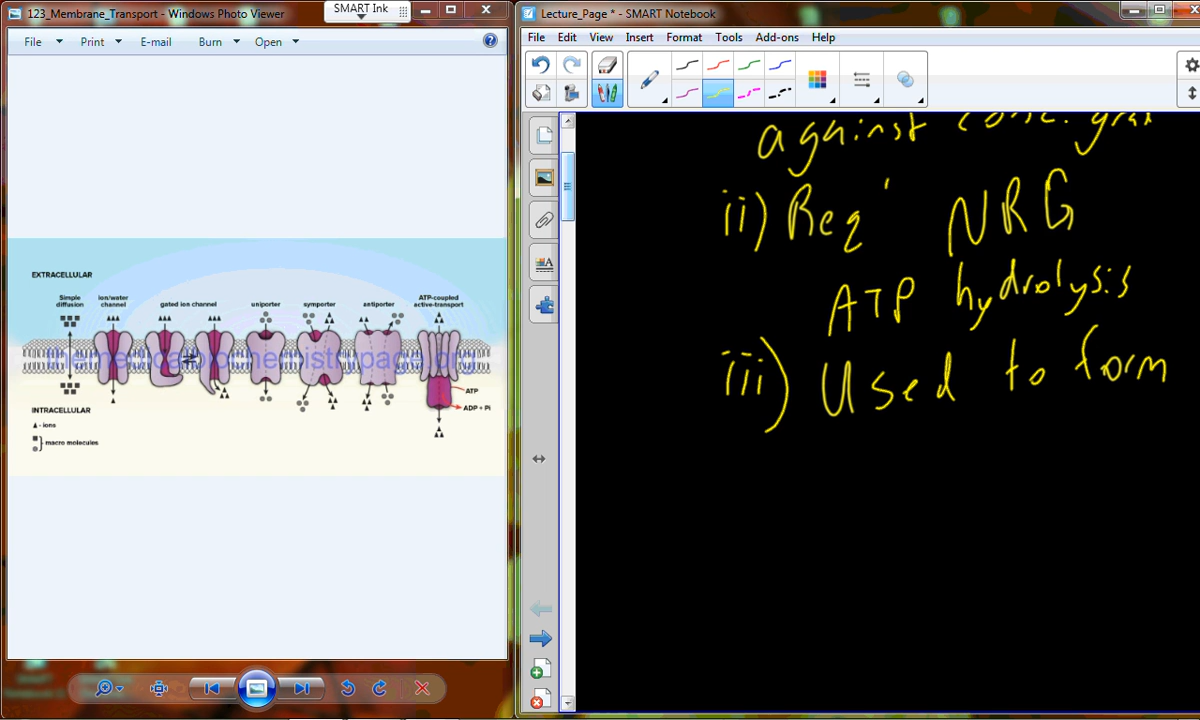 123_Membrane_Transport - Windows Photo Viewer
SMART Ink
File Print E-mail Burn Open
EXTRACELLULAR
Simple diffusion
ion/water channel
gated ion channel
uniporter
symporter
antiporter
ATP-coupled active-transport
themedicalbiochemistrypage.org
ATP
ADP + Pi
INTRACELLULAR
- ions
macro molecules
Lecture_Page * - SMART Notebook
File Edit View Insert Format Tools Add-ons Help
against conc. grad
ii) Req' NRG
ATP hydrolysis
iii) Used to form